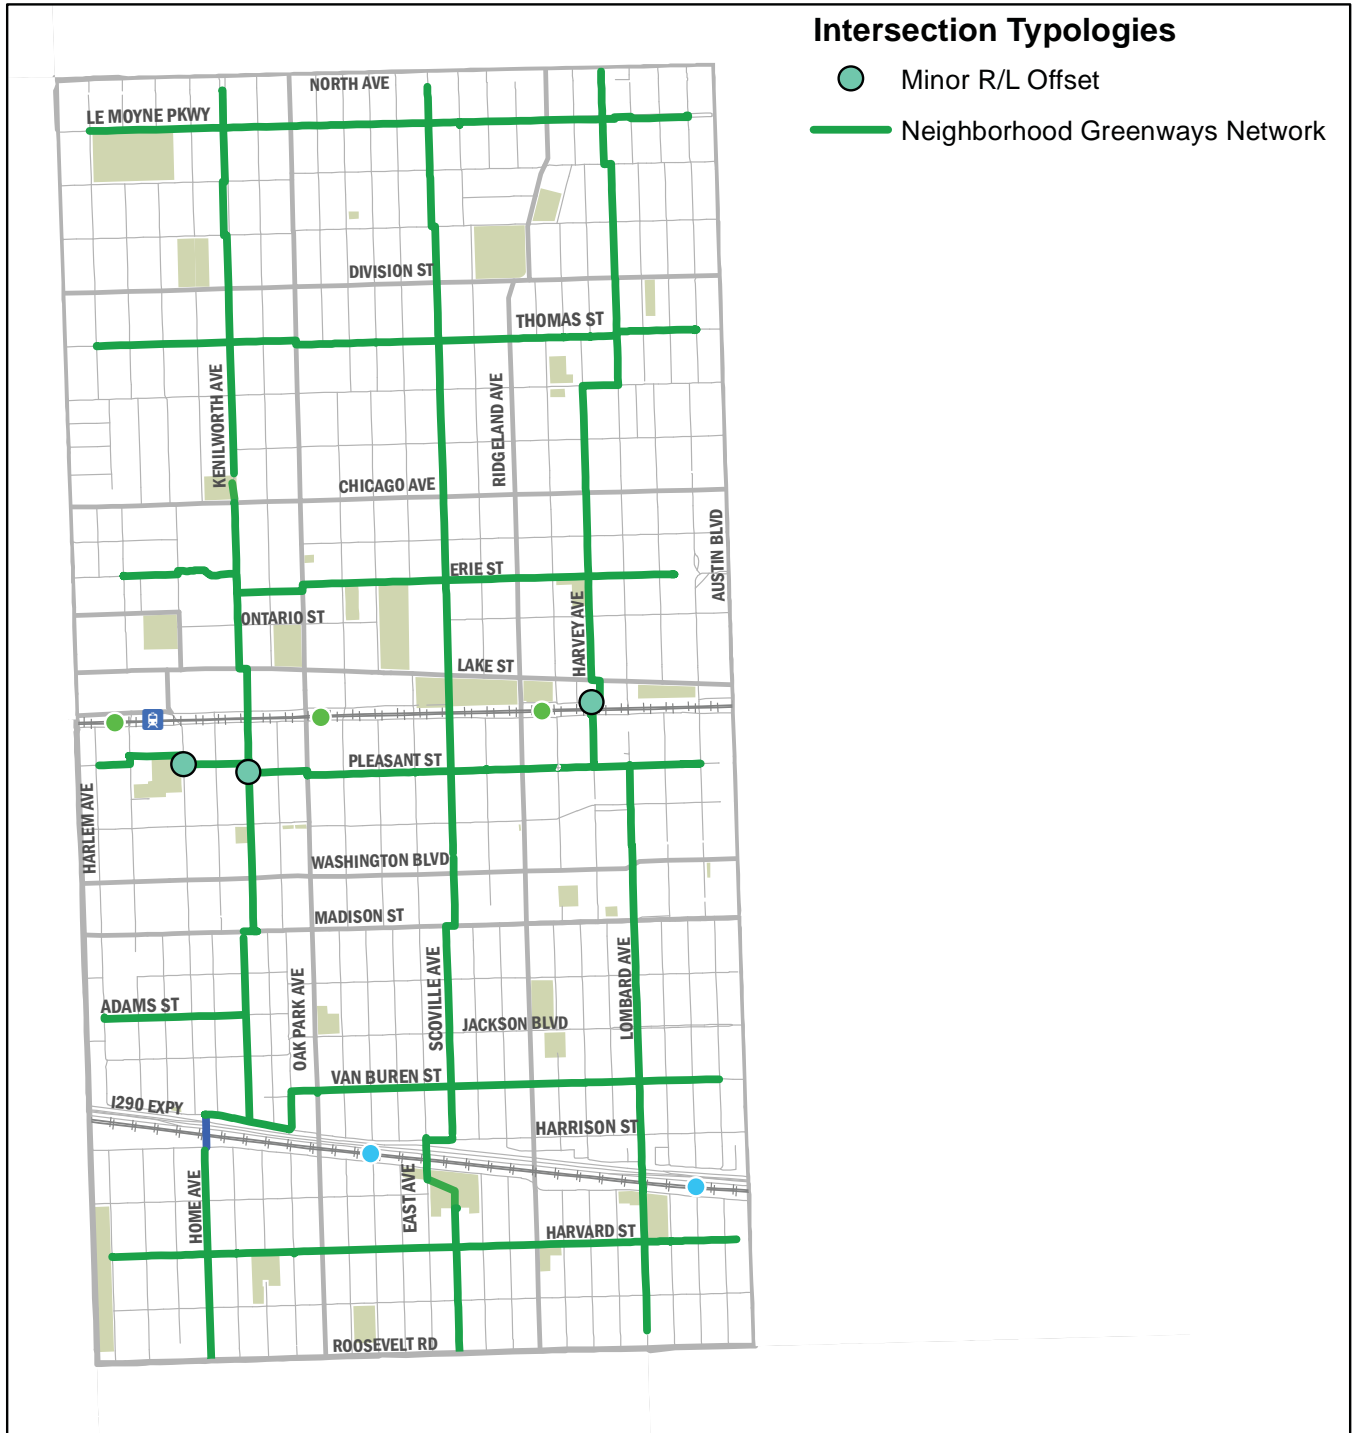 Intersection Typologies
Minor R/L Offset
Neighborhood Greenways Network
NORTH AVE
LE MOYNE PKWY
DIVISION ST
THOMAS ST
KENILWORTH AVE
RIDGELAND AVE
CHICAGO AVE
AUSTIN BLVD
ERIE ST
HARVEY AVE
ONTARIO ST
LAKE ST
PLEASANT ST
HARLEM AVE
WASHINGTON BLVD
MADISON ST
OAK PARK AVE
SCOVILLE AVE
LOMBARD AVE
ADAMS ST
JACKSON BLVD
VAN BUREN ST
I290 EXPY
HARRISON ST
HOME AVE
EAST AVE
HARVARD ST
ROOSEVELT RD